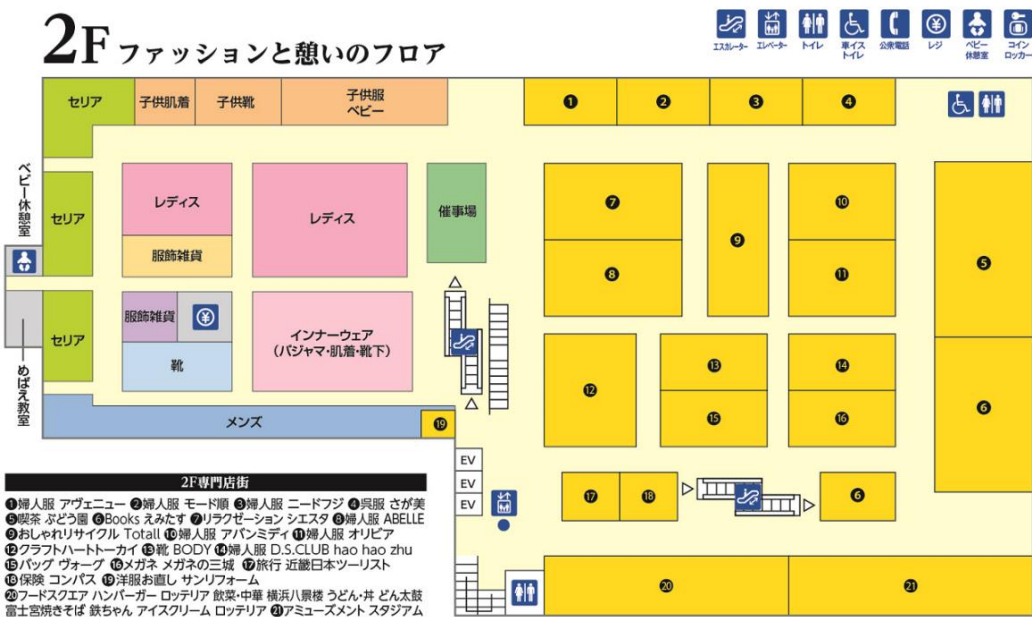 2F ファッションと憩いのフロア
エスカレーター
エレベーター
トイレ
車イス
トイレ
公衆電話
レジ
ベビー
休憩室
コイン
ロッカー
セリア
子供肌着
子供靴
子供服
ベビー
❶
❷
❸
❹
ベビー休憩室
セリア
レディス
レディス
催事場
服飾雑貨
❼
❽
❾
❿
⓫
❺
めばえ教室
セリア
服飾雑貨
靴
インナーウェア
(パジャマ・肌着・靴下)
メンズ
⓳
⓬
⓭
⓮
⓯
⓰
❻
EV
EV
EV
⓱
⓲
❻
⓴
㉑
2F専門店街
❶婦人服 アヴェニュー ❷婦人服 モード順 ❸婦人服 ニードフジ ❹呉服 さが美
❺喫茶 ぶどう園 ❻Books えみたす ❼リラクゼーション シエスタ ❽婦人服 ABELLE
❾おしゃれリサイクル Totall ❿婦人服 アバンミディ ⓫婦人服 オリビア
⓬クラフトハートトーカイ ⓭靴 BODY ⓮婦人服 D.S.CLUB hao hao zhu
⓯バッグ ヴォーグ ⓰メガネ メガネの三城 ⓱旅行 近畿日本ツーリスト
⓲保険 コンパス ⓳洋服お直し サンリフォーム
⓴フードスクエア ハンバーガー ロッテリア 飲菜・中華 横浜八景楼 うどん・丼 どん太鼓
富士宮焼きそば 鉄ちゃん アイスクリーム ロッテリア ㉑アミューズメント スタジアム